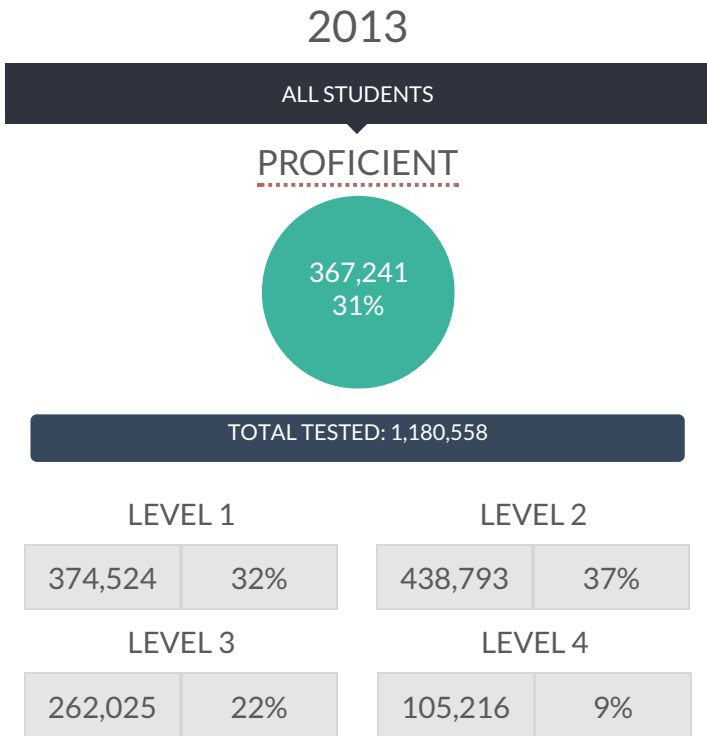 2013
ALL STUDENTS
PROFICIENT
367,241
31%
TOTAL TESTED: 1,180,558
LEVEL 1
374,524 32%
LEVEL 2
438,793 37%
LEVEL 3
262,025 22%
LEVEL 4
105,216 9%